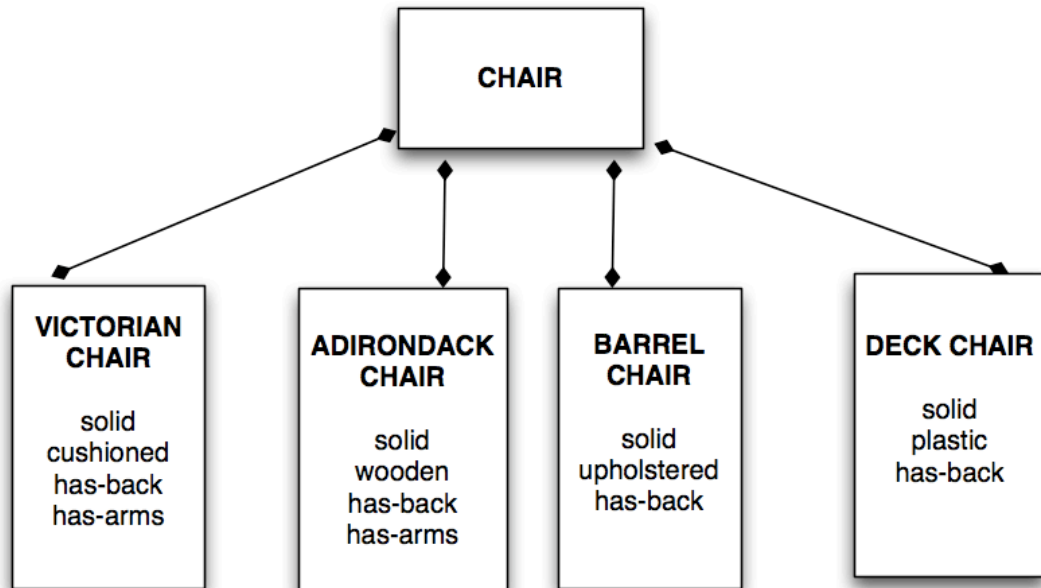 CHAIR
VICTORIAN
CHAIR
solid
cushioned
has-back
has-arms
ADIRONDACK
CHAIR
solid
wooden
has-back
has-arms
BARREL
CHAIR
solid
upholstered
has-back
DECK CHAIR
solid
plastic
has-back